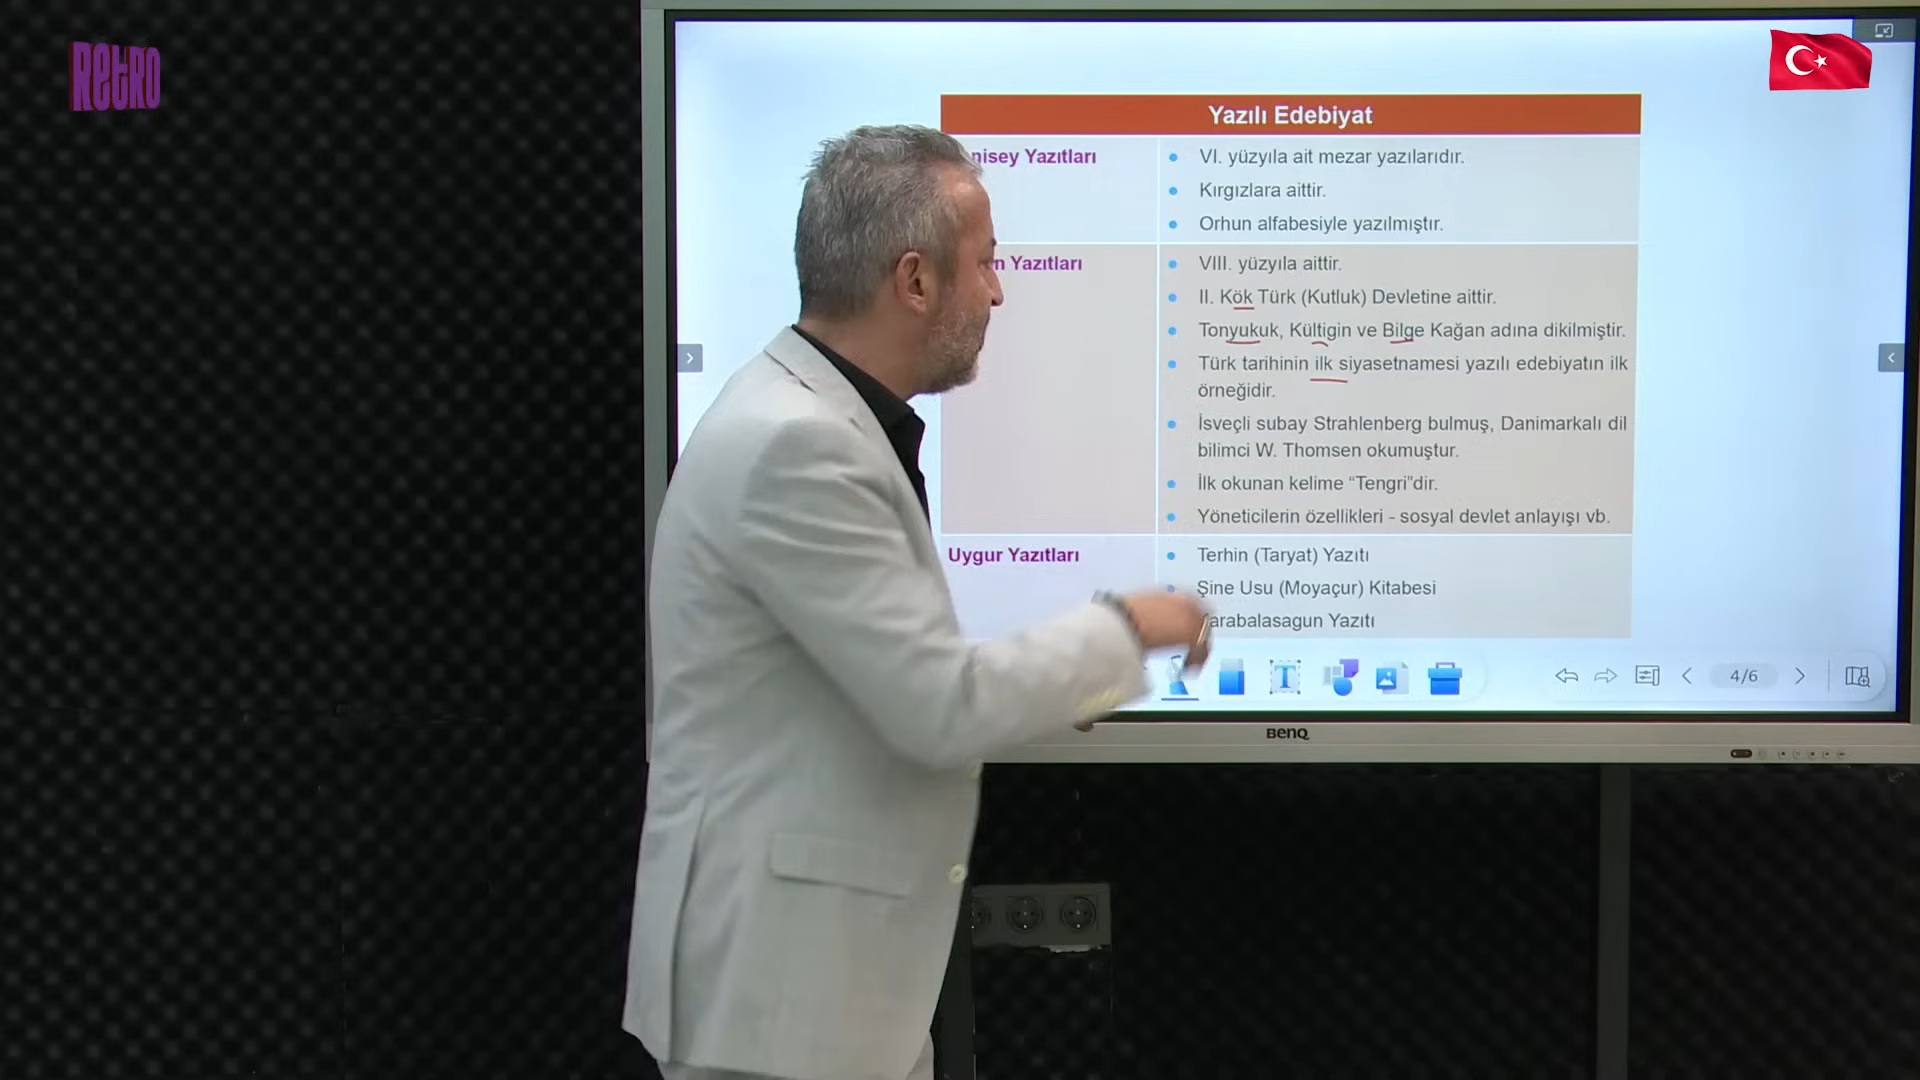 Retro
Yazılı Edebiyat
Yazıtları
VI. yüzyıla ait mezar yazılarıdır.
Kırgızlara aittir.
Orhun alfabesiyle yazılmıştır.
Yazıtları
VIII. yüzyıla aittir.
II. Kök Türk (Kutluk) Devletine aittir.
Tonyukuk, Kültigin ve Bilge Kağan adına dikilmiştir.
Türk tarihinin ilk siyasetnamesi yazılı edebiyatın ilk
örneğidir.
İsveçli subay Strahlenberg bulmuş, Danimarkalı dil
bilimci W. Thomsen okumuştur.
İlk okunan kelime “Tengri”dir.
Yöneticilerin özellikleri - sosyal devlet anlayışı vb.
Uygur Yazıtları
Terhin (Taryat) Yazıtı
Şine Usu (Moyaçur) Kitabesi
arabalasagun Yazıtı
T
4/6
BenQ